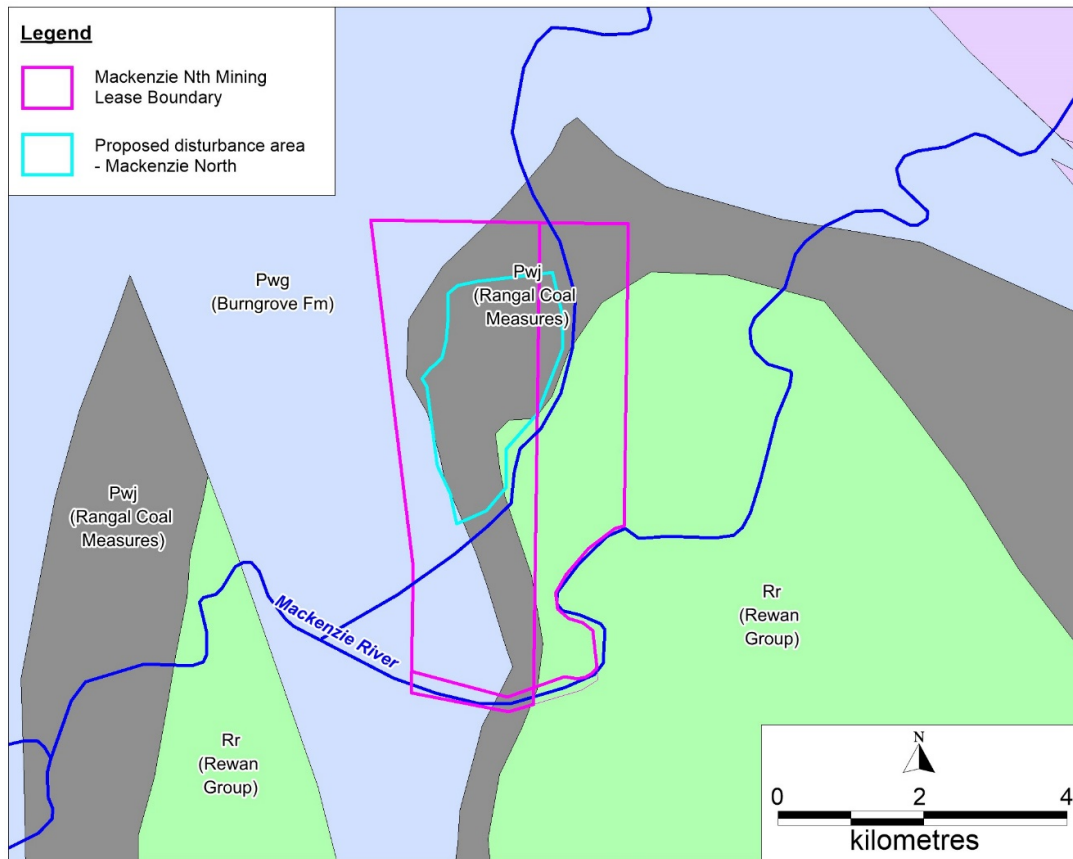 Legend
Mackenzie Nth Mining
Lease Boundary
Proposed disturbance area
- Mackenzie North
Pwg
(Burngrove Fm)
Pwj
(Rangal Coal
Measures)
Pwj
(Rangal Coal
Measures)
Mackenzie River
Rr
(Rewan
Group)
Rr
(Rewan
Group)
N
0 2 4
kilometres